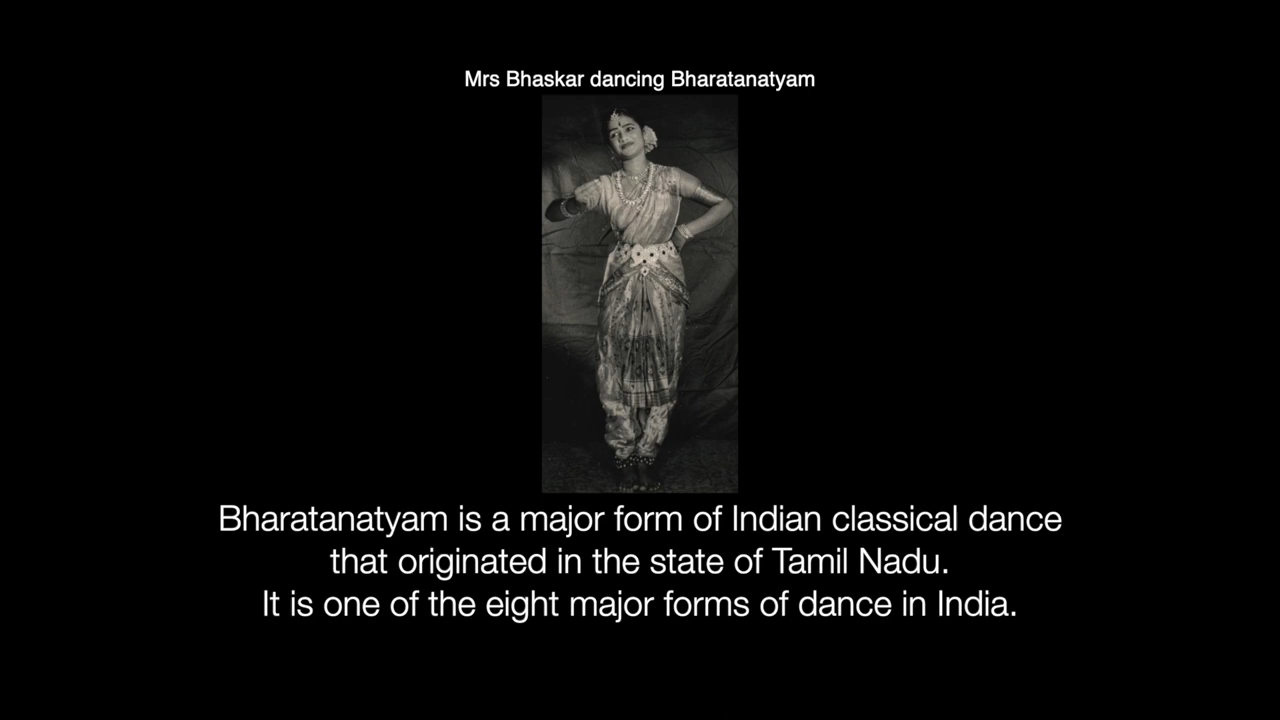 Mrs Bhaskar dancing Bharatanatyam
Bharatanatyam is a major form of Indian classical dance
that originated in the state of Tamil Nadu.
It is one of the eight major forms of dance in India.